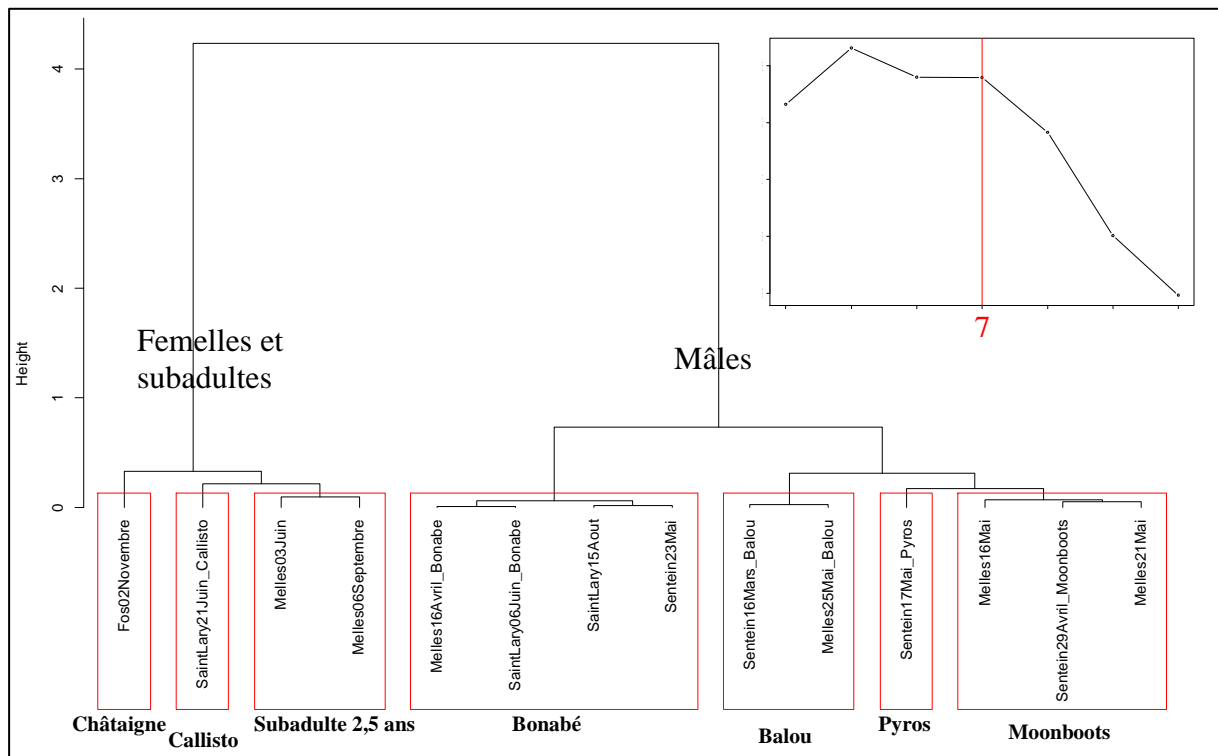 4
3
2
1
0
Height
7
Femelles et
subadultes
Mâles
Fos02Novembre
SaintLary21Juin_Callisto
Melles03Juin
Melles06Septembre
Melles16Avril_Bonabe
SaintLary06Juin_Bonabe
SaintLary15Aout
Sentein23Mai
Sentein16Mars_Balou
Melles25Mai_Balou
Sentein17Mai_Pyros
Melles16Mai
Sentein29Avril_Moonboots
Melles21Mai
Châtaigne
Callisto
Subadulte 2,5 ans
Bonabé
Balou
Pyros
Moonboots